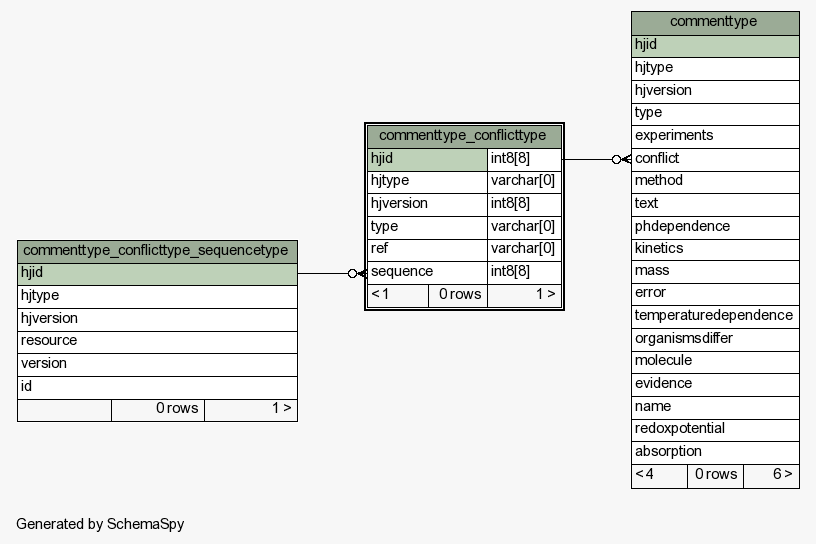 commenttype
hjid
hjtype
hjversion
type
experiments
conflict
method
text
phdependence
kinetics
mass
error
temperaturedependence
organismsdiffer
molecule
evidence
name
redoxpotential
absorption
< 4 0 rows 6 >
commenttype_conflicttype
hjid int8[8]
hjtype varchar[0]
hjversion int8[8]
type varchar[0]
ref varchar[0]
sequence int8[8]
< 1 0 rows 1 >
commenttype_conflicttype_sequencetype
hjid
hjtype
hjversion
resource
version
id
0 rows 1 >
Generated by SchemaSpy